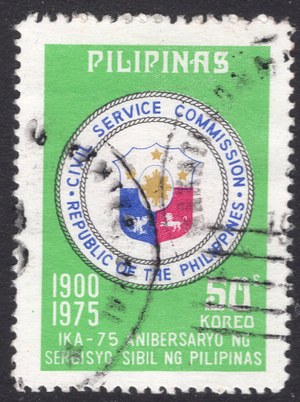 PILIPINAS
• CIVIL SERVICE COMMISSION •
REPUBLIC OF THE PHILIPPINES
1900
1975
50s
KOREO
IKA-75 ANIBERSARYO NG
SERBISYO SIBIL NG PILIPINAS